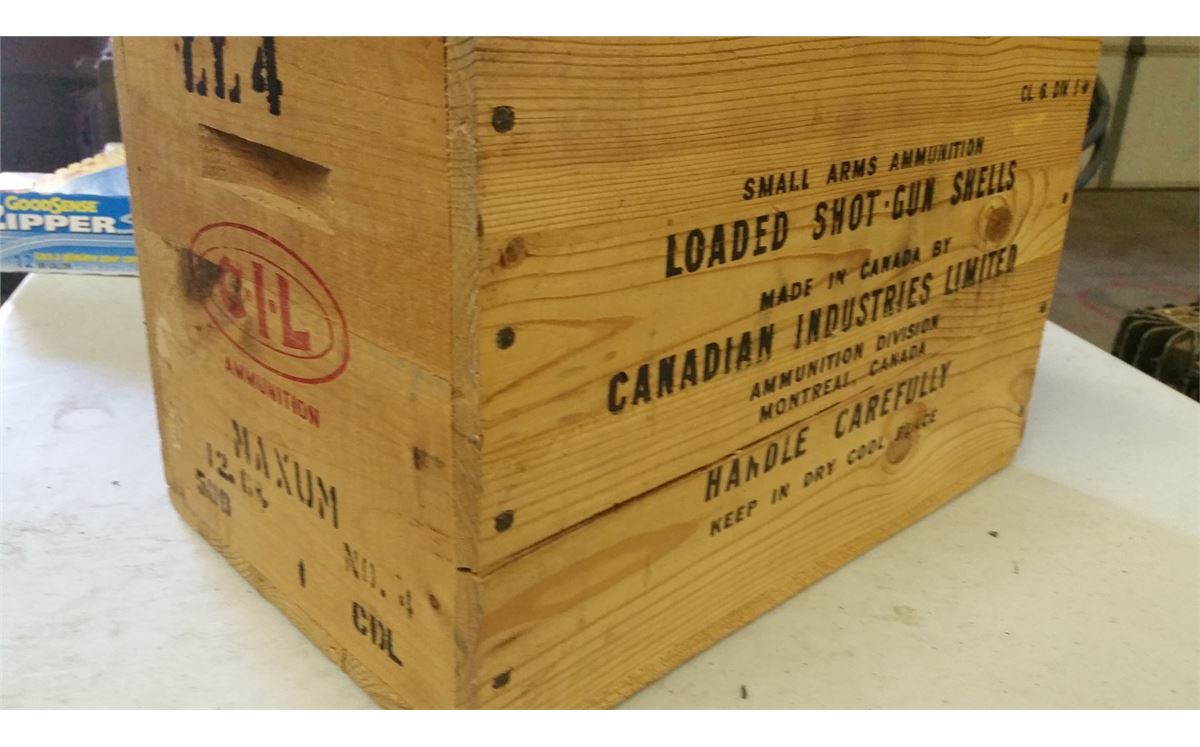 LL4
C-I-L
AMMUNITION
MAXUM
12 GA
500
NO. 4
1
CDL
CL. 6. DIV. 1
SMALL ARMS AMMUNITION
LOADED SHOT-GUN SHELLS
MADE IN CANADA BY
CANADIAN INDUSTRIES LIMITED
AMMUNITION DIVISION
MONTREAL, CANADA
HANDLE CAREFULLY
KEEP IN DRY COOL PLACE
GOODSENSE
ZIPPER